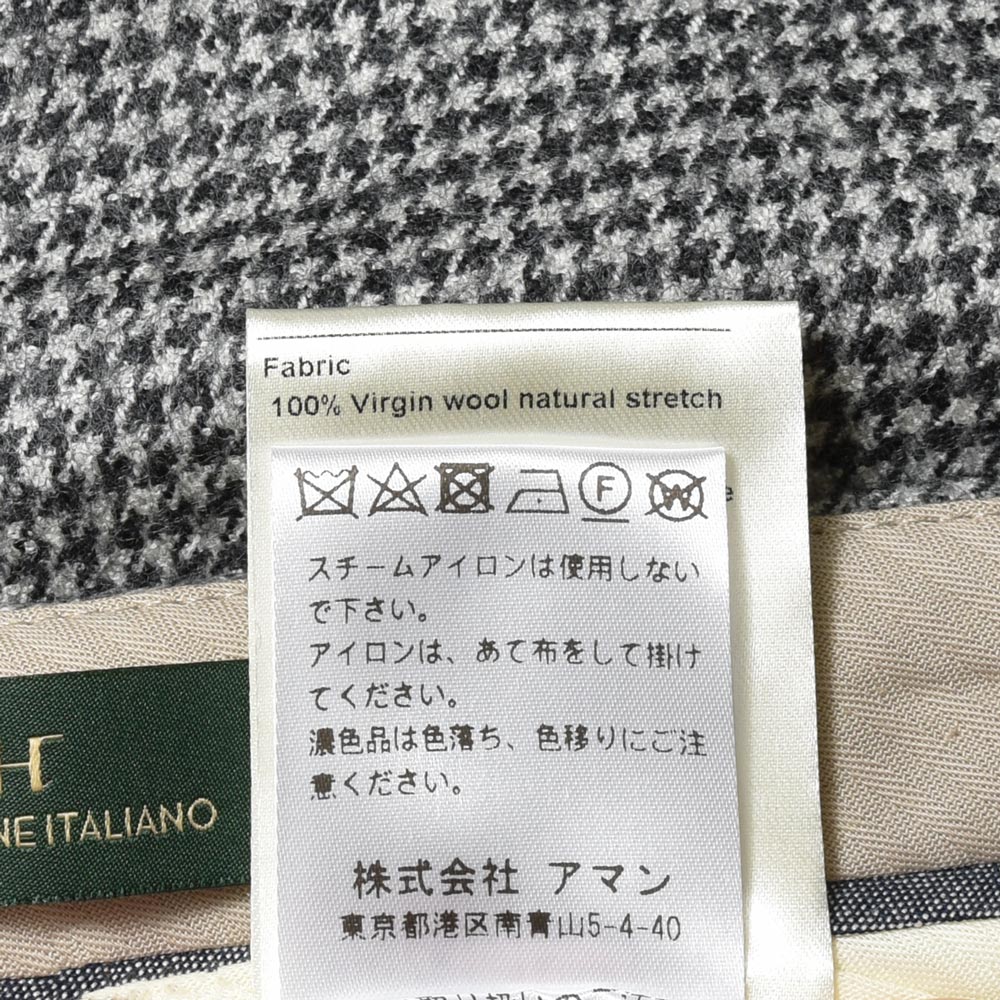 Fabric
100% Virgin wool natural stretch
e
F
W
スチームアイロンは使用しない
で下さい。
アイロンは、あて布をして掛け
てください。
濃色品は色落ち、色移りにご注
意ください。
株式会社 アマン
東京都港区南青山5-4-40
NE ITALIANO